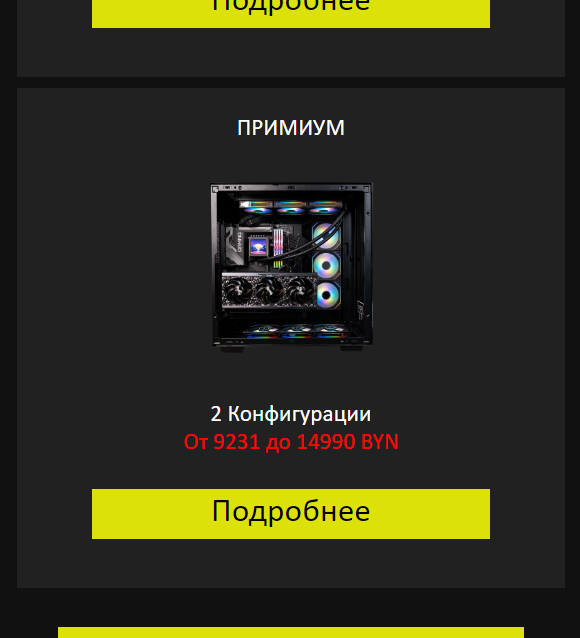 Подробнее
ПРИМИУМ
2 Конфигурации
От 9231 до 14990 BYN
Подробнее